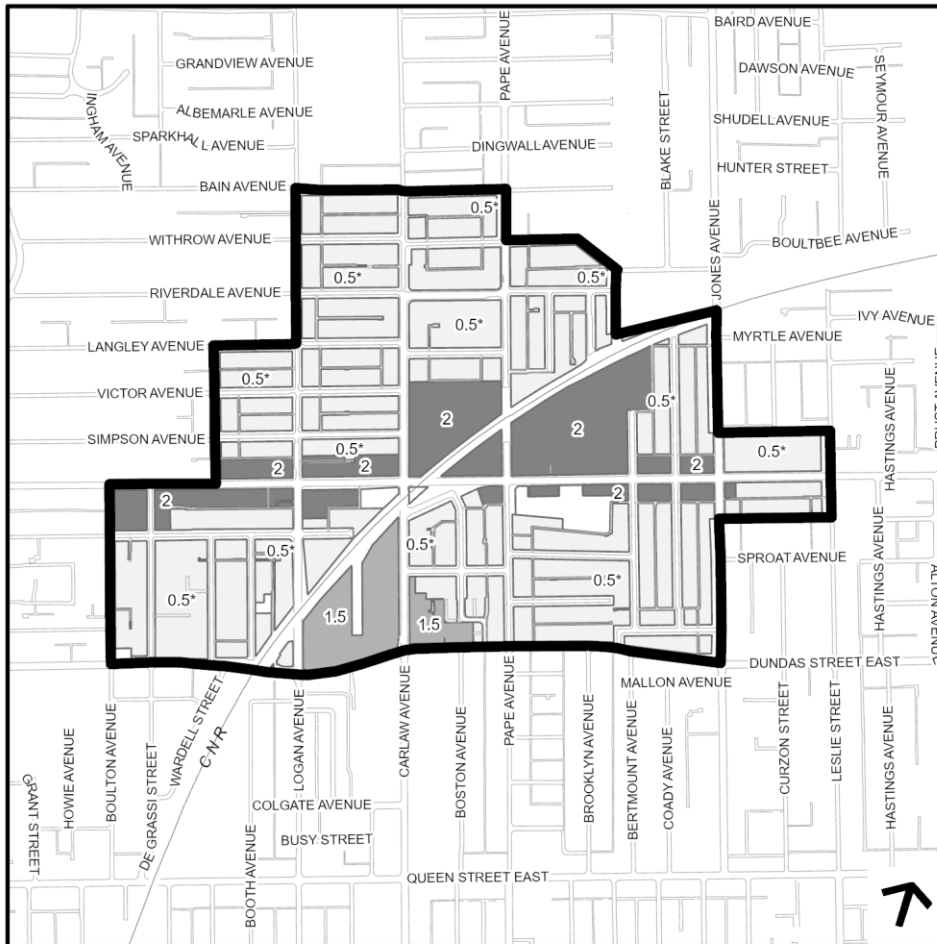 BAIRD AVENUE
PAPE AVENUE
GRANDVIEW AVENUE
DAWSON AVENUE
SEYMOUR AVENUE
INGHAM AVENUE
ALBEMARLE AVENUE
BLAKE STREET
SHUDELL AVENUE
SPARKHALL AVENUE
DINGWALL AVENUE
HUNTER STREET
BAIN AVENUE
0.5*
WITHROW AVENUE
BOULTBEE AVENUE
JONES AVENUE
0.5*
0.5*
RIVERDALE AVENUE
IVY AVENUE
0.5*
MYRTLE AVENUE
LANGLEY AVENUE
HASTINGS AVENUE
0.5*
0.5*
VICTOR AVENUE
2
2
SIMPSON AVENUE
0.5*
0.5*
2
2
2
2
2
2
0.5*
0.5*
SPROAT AVENUE
HASTINGS AVENUE
ALTON AVENUE
0.5*
0.5*
1.5
1.5
DUNDAS STREET EAST
MALLON AVENUE
WARDELL STREET
CNR
LOGAN AVENUE
CARLAW AVENUE
PAPE AVENUE
BOSTON AVENUE
BROOKLYN AVENUE
BERTMOUNT AVENUE
COADY AVENUE
CURZON STREET
LESLIE STREET
HASTINGS AVENUE
GRANT STREET
HOWIE AVENUE
BOULTON AVENUE
DE GRASSI STREET
COLGATE AVENUE
BUSY STREET
BOOTH AVENUE
QUEEN STREET EAST